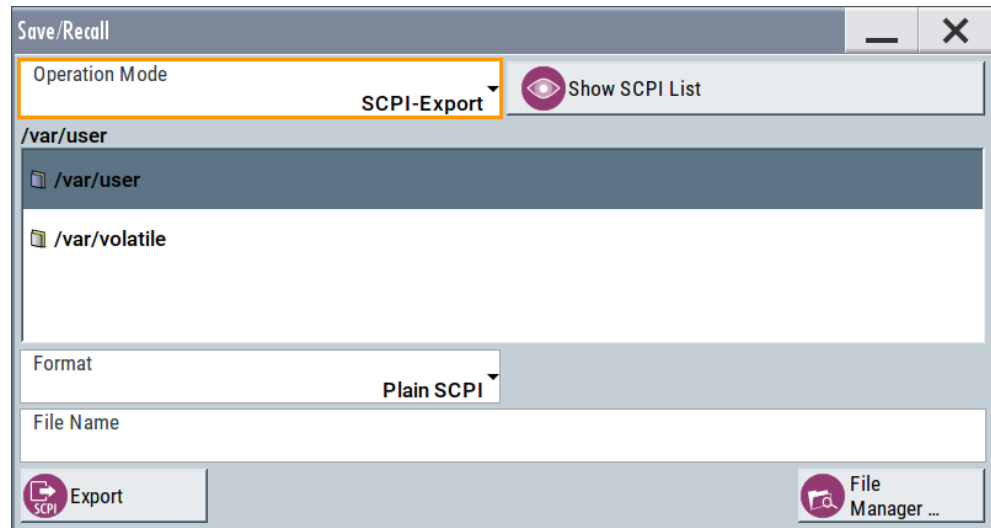 Save/Recall
Operation Mode
SCPI-Export
Show SCPI List
/var/user
/var/user
/var/volatile
Format
Plain SCPI
File Name
SCPI
Export
File
Manager ...